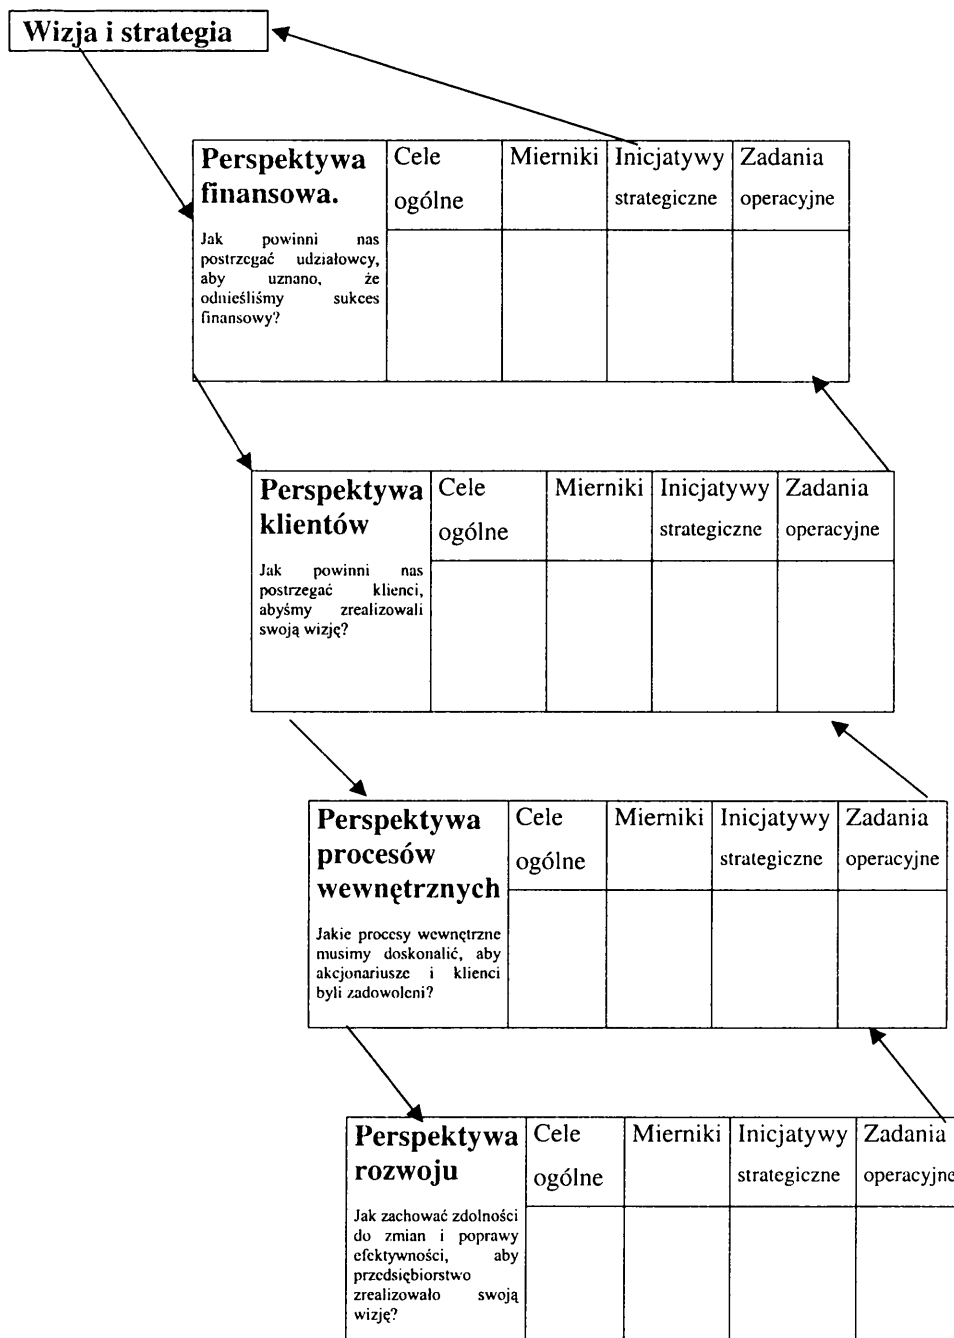 Wizja i strategia
Perspektywa
finansowa.
Jak powinni nas
postrzegać udziałowcy,
aby uznano, że
odnieśliśmy sukces
finansowy?
Cele
ogólne
Mierniki
Inicjatywy
strategiczne
Zadania
operacyjne
Perspektywa
klientów
Jak powinni nas
postrzegać klienci,
abyśmy zrealizowali
swoją wizję?
Cele
ogólne
Mierniki
Inicjatywy
strategiczne
Zadania
operacyjne
Perspektywa
procesów
wewnętrznych
Jakie procesy wewnętrzne
musimy doskonalić, aby
akcjonariusze i klienci
byli zadowoleni?
Cele
ogólne
Mierniki
Inicjatywy
strategiczne
Zadania
operacyjne
Perspektywa
rozwoju
Jak zachować zdolności
do zmian i poprawy
efektywności, aby
przedsiębiorstwo
zrealizowało swoją
wizję?
Cele
ogólne
Mierniki
Inicjatywy
strategiczne
Zadania
operacyjne